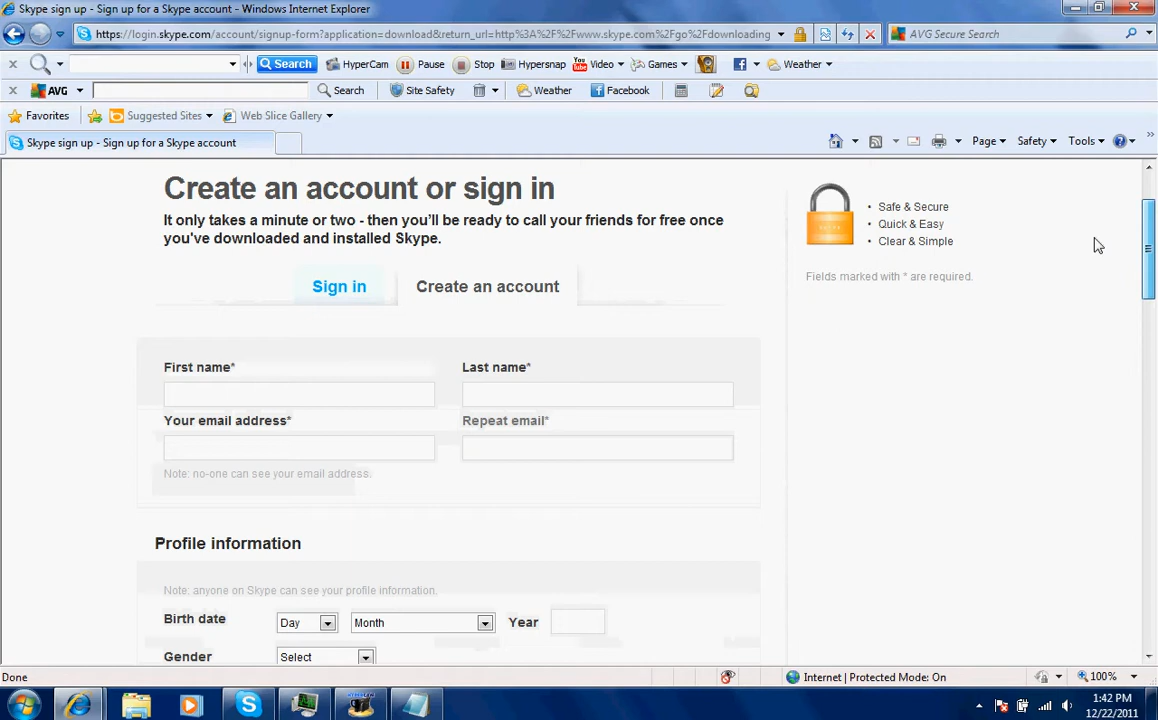 Skype sign up - Sign up for a Skype account - Windows Internet Explorer
https://login.skype.com/account/signup-form?application=download&return_url=http%3A%2F%2Fwww.skype.com%2Fgo%2Fdownloading
AVG Secure Search
Search HyperCam Pause Stop Hypersnap You Tube Video Games Weather
AVG Search Site Safety Weather Facebook
Favorites Suggested Sites Web Slice Gallery
Skype sign up - Sign up for a Skype account
Page Safety Tools
Create an account or sign in
It only takes a minute or two - then you'll be ready to call your friends for free once
you've downloaded and installed Skype.
• Safe & Secure
• Quick & Easy
• Clear & Simple
Fields marked with * are required.
Sign in Create an account
First name* Last name*
Your email address* Repeat email*
Note: no-one can see your email address.
Profile information
Note: anyone on Skype can see your profile information.
Birth date Day Month Year
Gender Select
Done Internet | Protected Mode: On 100%
1:42 PM
12/22/2011